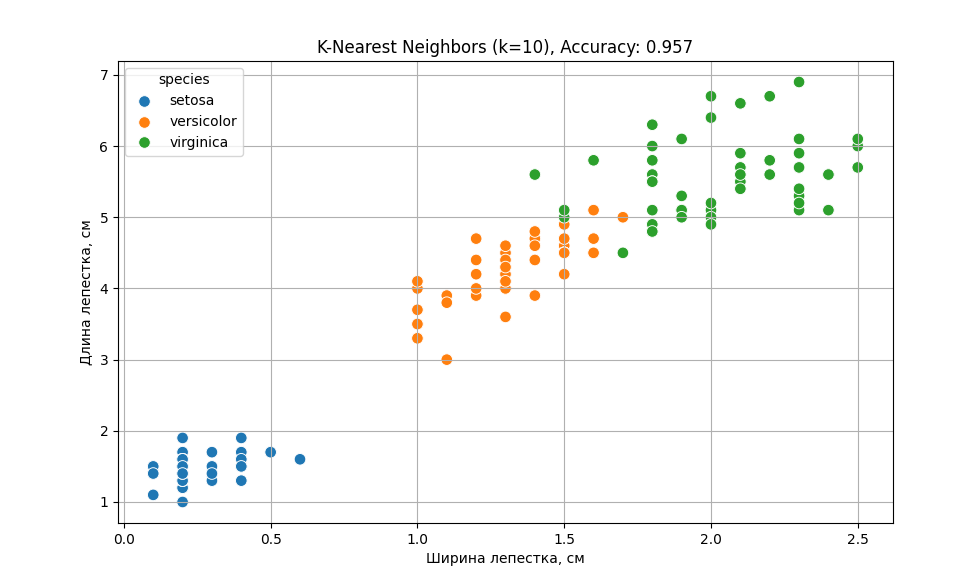 K-Nearest Neighbors (k=10), Accuracy: 0.957
species
setosa
versicolor
virginica
7
6
5
4
3
2
1
Длина лепестка, см
0.0 0.5 1.0 1.5 2.0 2.5
Ширина лепестка, см